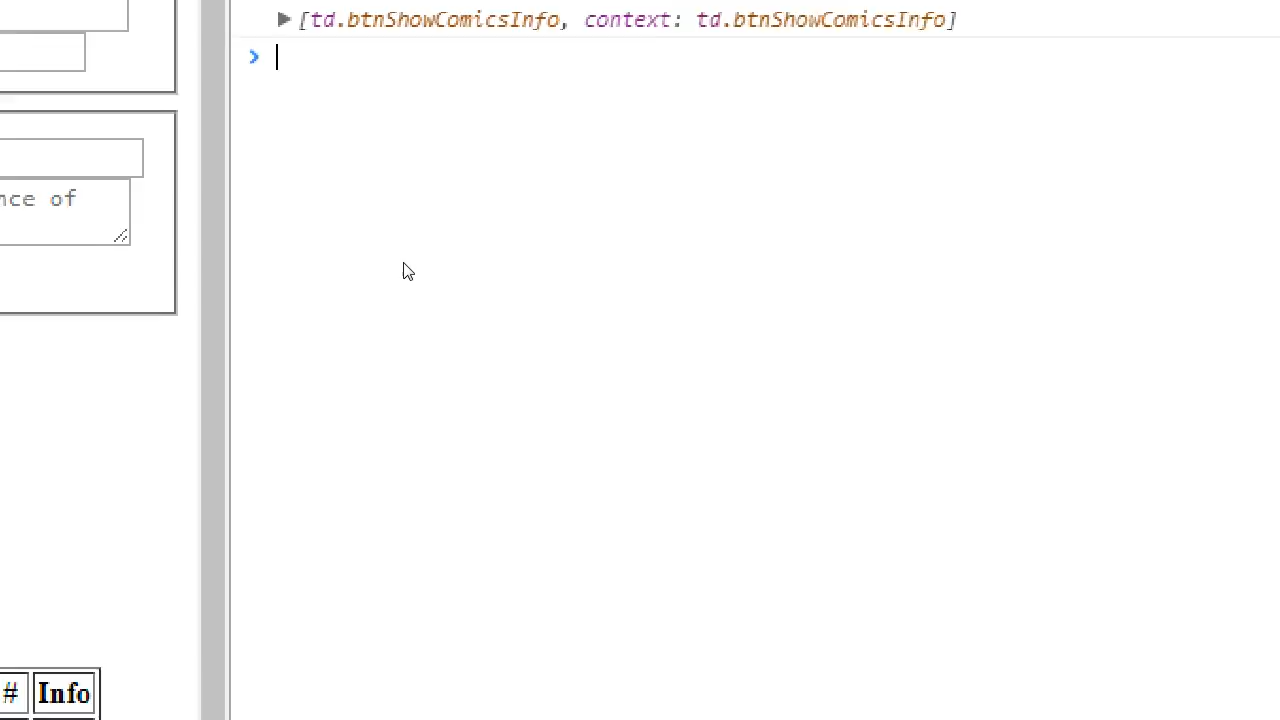 ▶ [td.btnShowComicsInfo, context: td.btnShowComicsInfo]
>
nce of
# Info